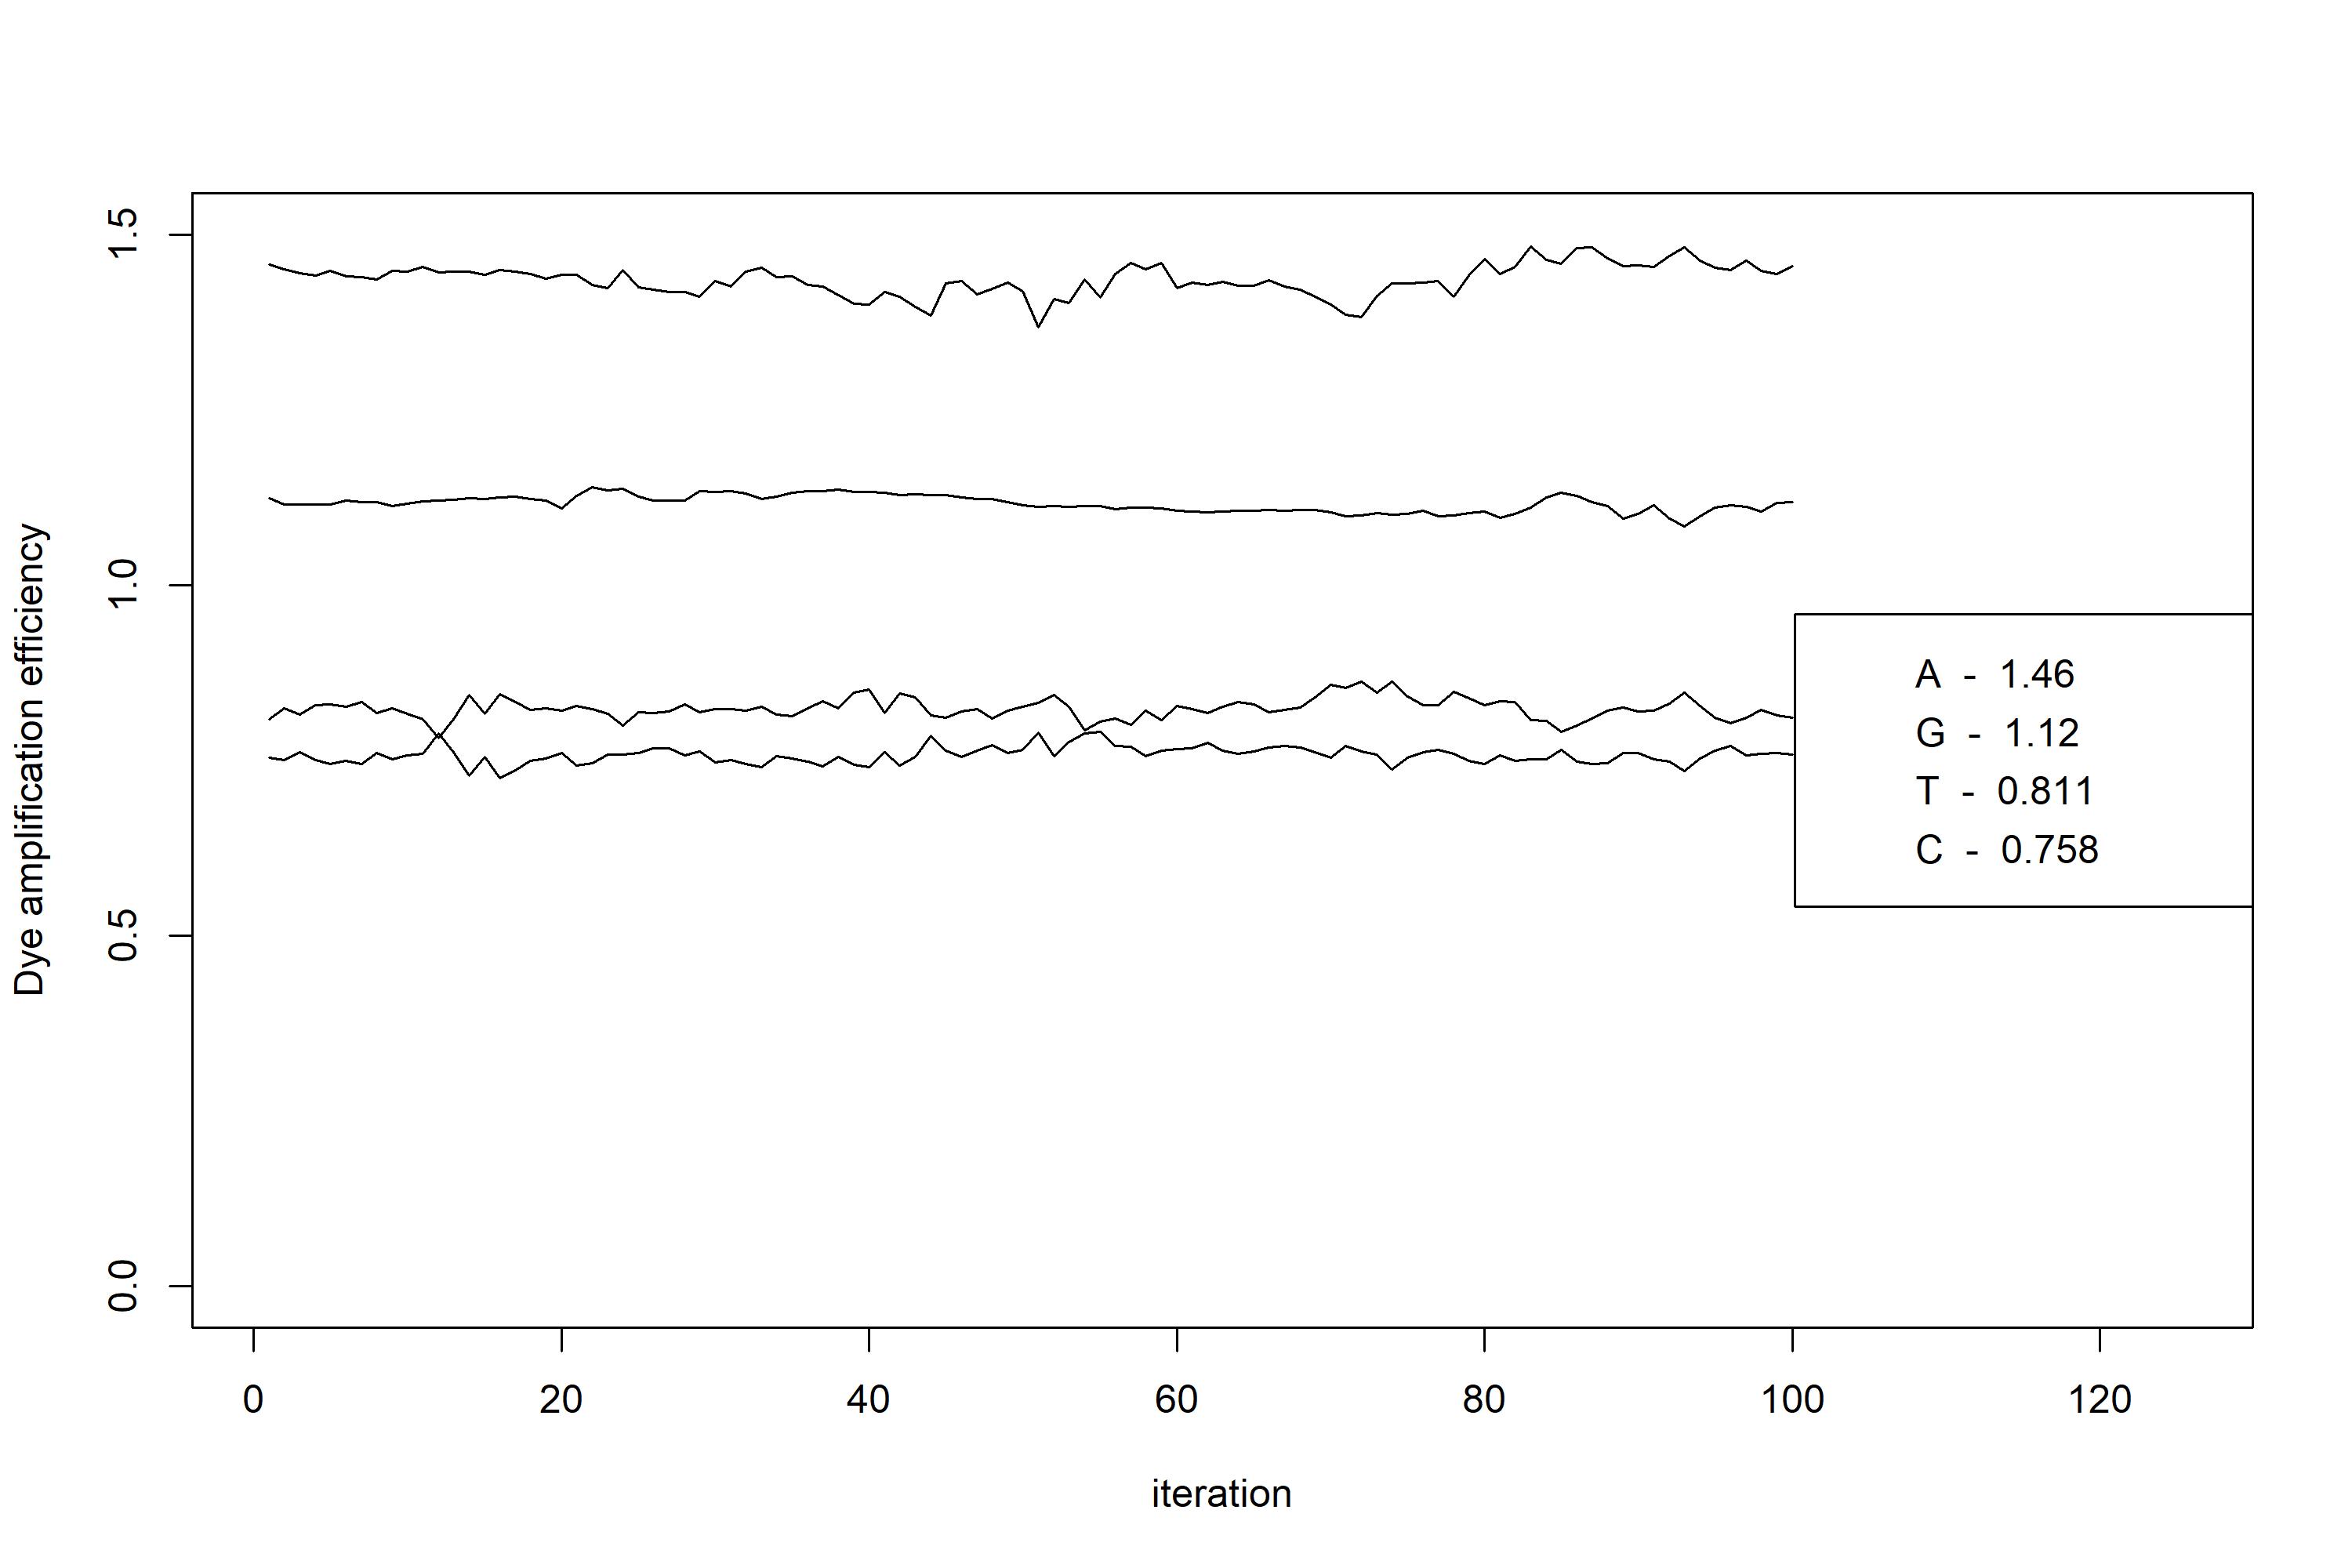 Dye amplification efficiency
1.5
1.0
0.5
0.0
A - 1.46
G - 1.12
T - 0.811
C - 0.758
0 20 40 60 80 100 120
iteration